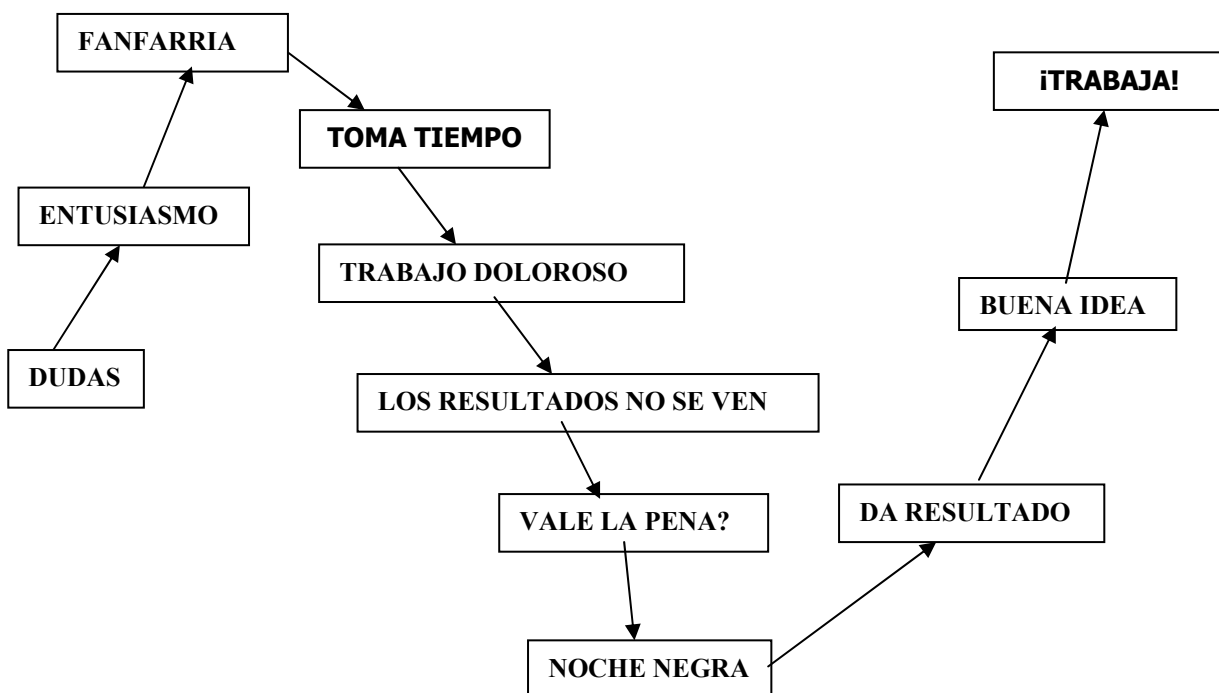 FANFARRIA
¡TRABAJA!
TOMA TIEMPO
ENTUSIASMO
TRABAJO DOLOROSO
BUENA IDEA
DUDAS
LOS RESULTADOS NO SE VEN
VALE LA PENA?
DA RESULTADO
NOCHE NEGRA